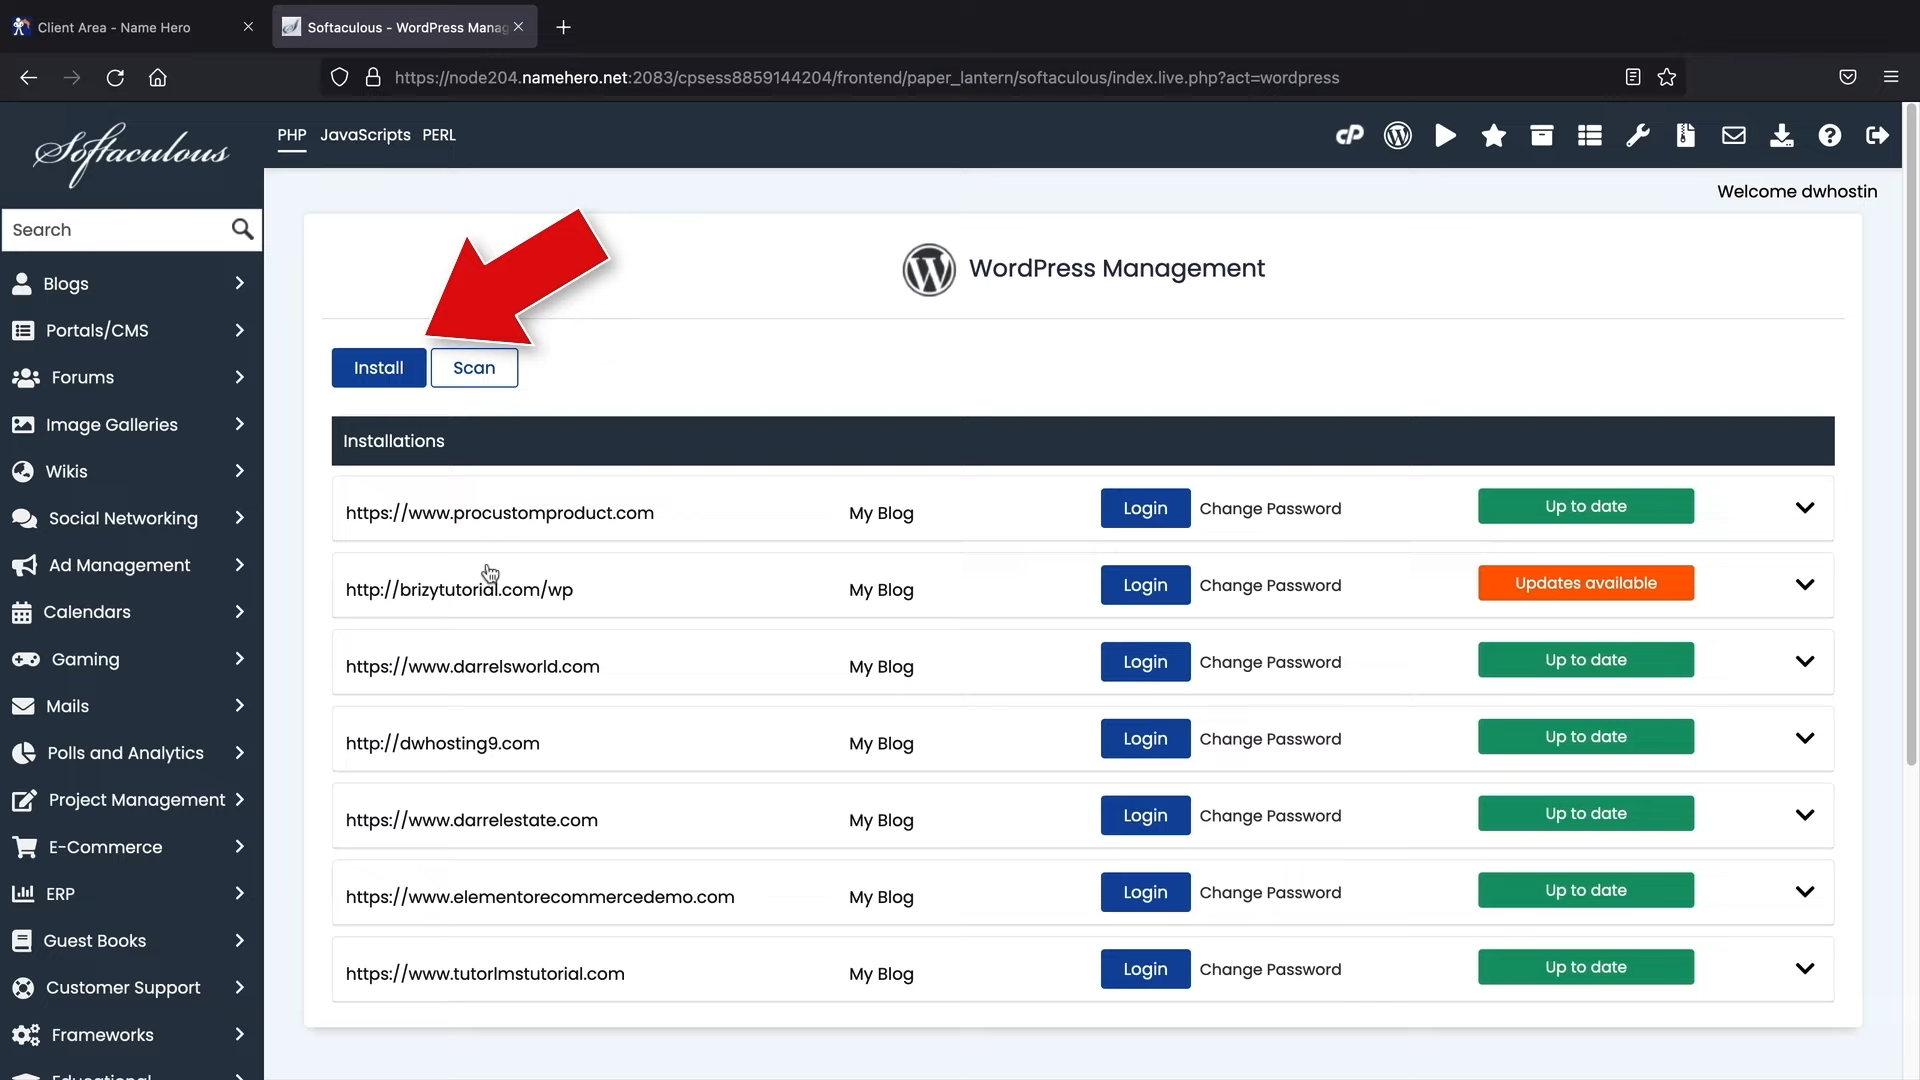 Client Area - Name Hero
Softaculous - WordPress Manag
https://node204.namehero.net:2083/cpsess8859144204/frontend/paper_lantern/softaculous/index.live.php?act=wordpress
Softaculous
PHP JavaScripts PERL
cP
Welcome dwhostin
Search
Blogs
Portals/CMS
Forums
Image Galleries
Wikis
Social Networking
Ad Management
Calendars
Gaming
Mails
Polls and Analytics
Project Management
E-Commerce
ERP
Guest Books
Customer Support
Frameworks
Educational
WordPress Management
Install Scan
Installations
https://www.procustomproduct.com My Blog Login Change Password Up to date
http://brizytutorial.com/wp My Blog Login Change Password Updates available
https://www.darrelsworld.com My Blog Login Change Password Up to date
http://dwhosting9.com My Blog Login Change Password Up to date
https://www.darrelestate.com My Blog Login Change Password Up to date
https://www.elementorecommercedemo.com My Blog Login Change Password Up to date
https://www.tutorlmstutorial.com My Blog Login Change Password Up to date